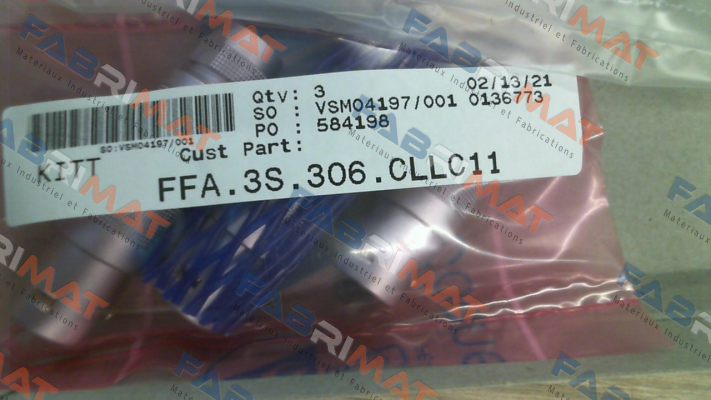 Qty: 3 02/13/21
SO : VSM04197/001 0136773
PO : 584198
SO:VSM04197/001
Cust Part:
KITT
FFA.3S.306.CLLC11
FABRIMAT
Materiaux Industriel et Fabrications